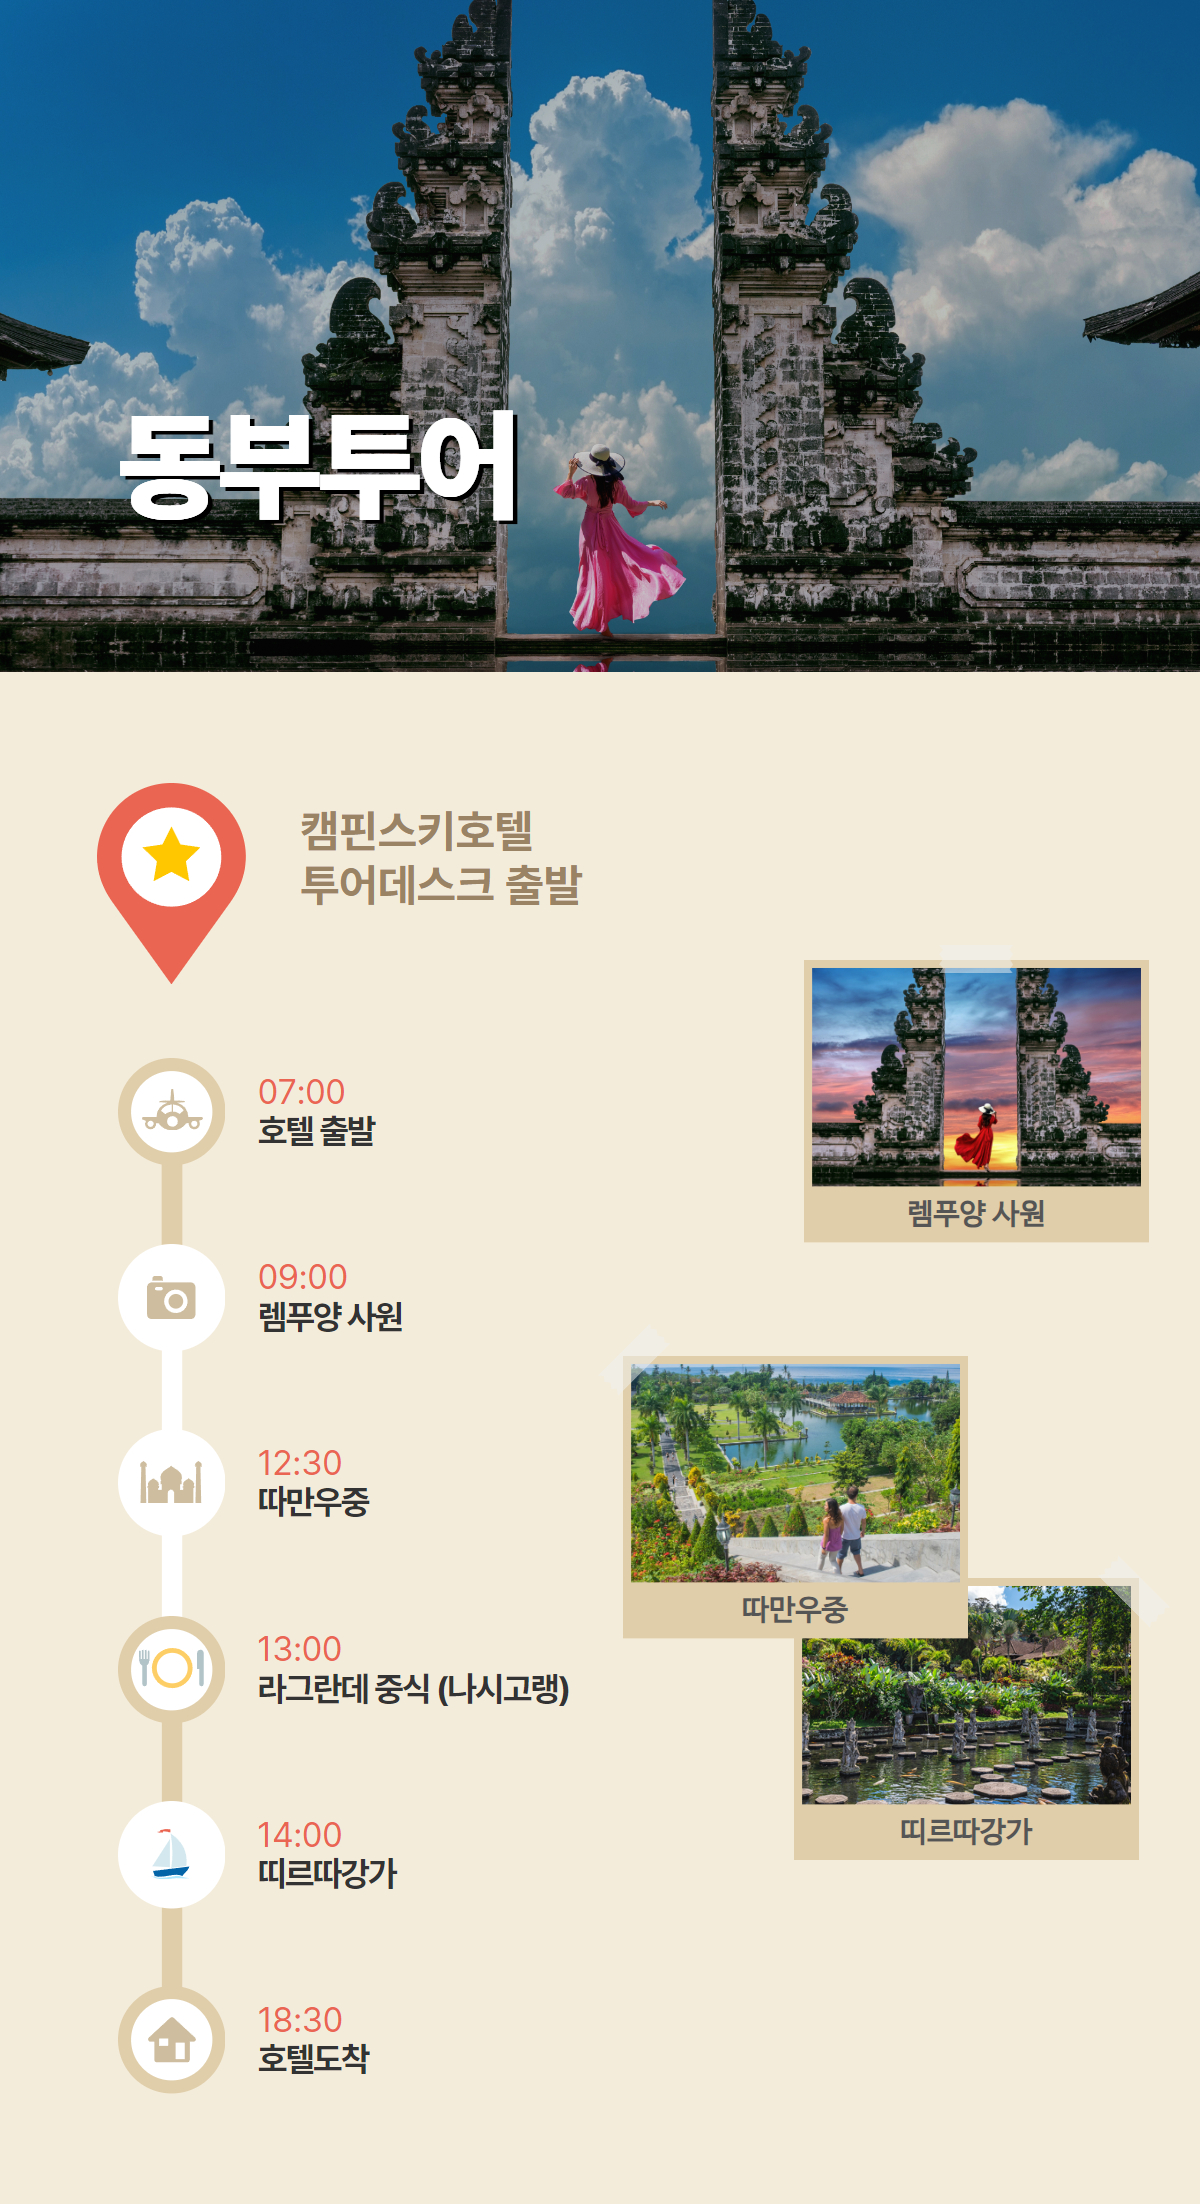 동부투어
캠핀스키호텔
투어데스크 출발
07:00
호텔 출발
09:00
렘푸양 사원
12:30
따만우중
13:00
라그란데 중식 (나시고랭)
14:00
띠르따강가
18:30
호텔도착
렘푸양 사원
따만우중
띠르따강가